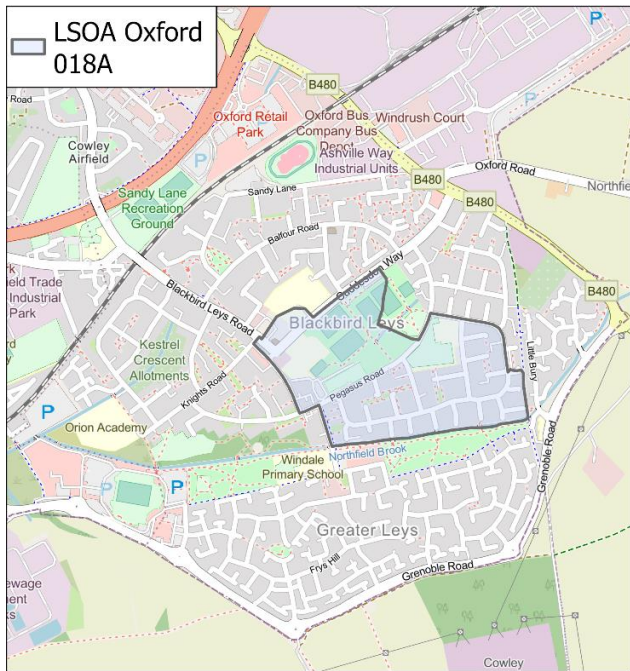 LSOA Oxford
018A
P
B480
Road
Oxford Retail
Park
Oxford Bus
Company Bus
Depot
Windrush Court
Cowley
Airfield
Ashville Way
Industrial Units
B480
Oxford Road
Sandy Lane
Sandy Lane
Recreation
Ground
B480
Northfie
Balfour Road
Cuddesdon Way
Blackbird Leys Road
B480
Industrial
Park
Blackbird Leys
Kestrel
Crescent
Allotments
Little Bury
Knights Road
Pegasus Road
P
Orion Academy
Northfield Brook
Windale
Primary School
P
Grenoble Road
Greater Leys
Frys Hill
Grenoble Road
Cowley